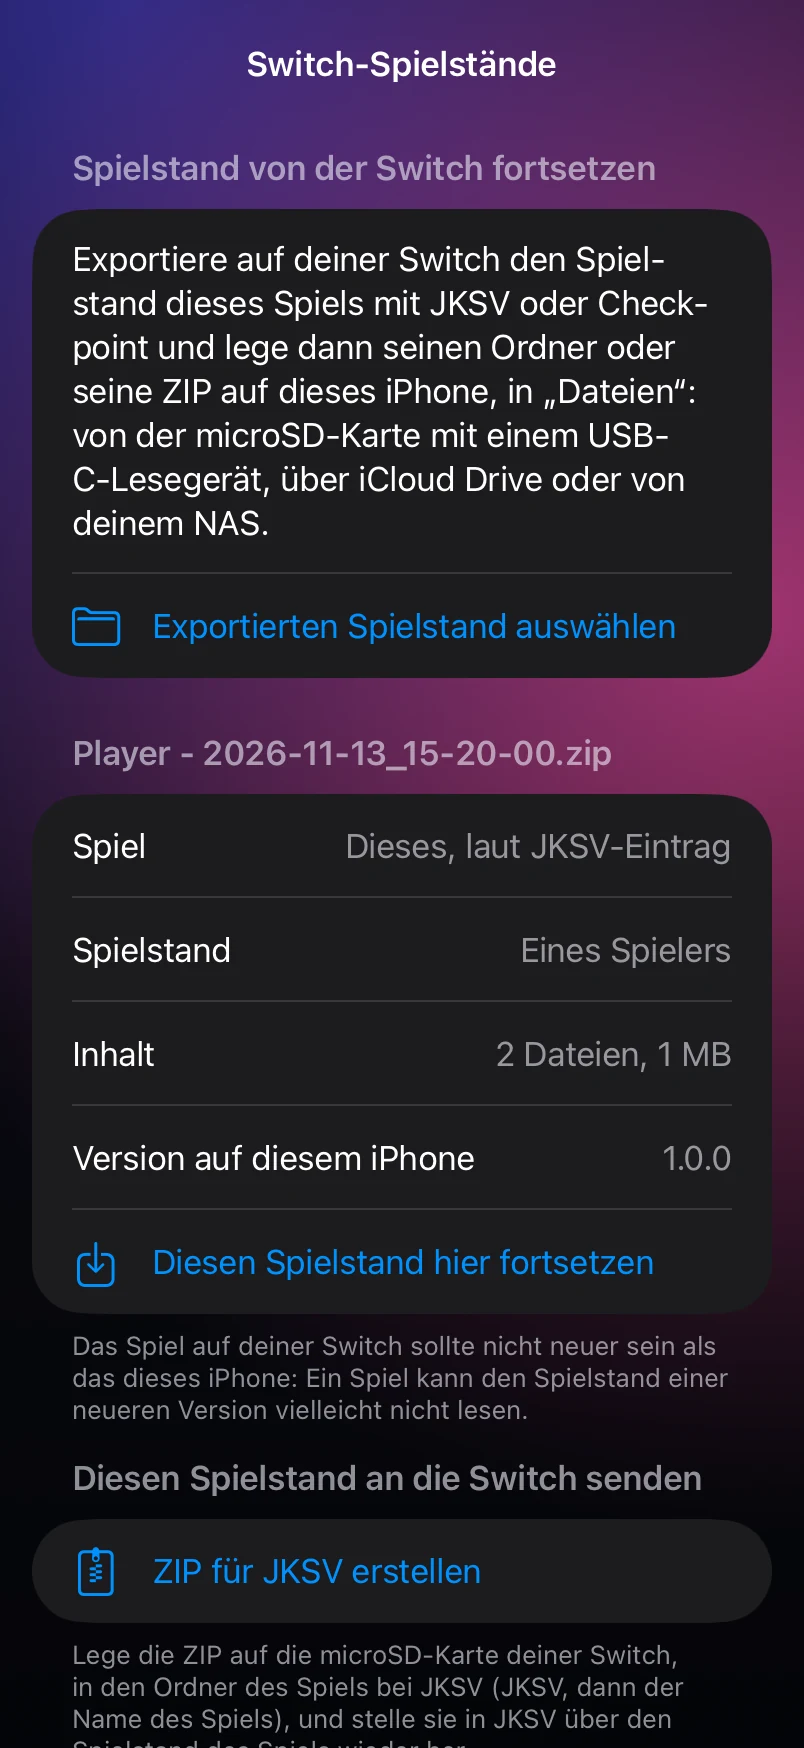 Switch-Spielstände
Spielstand von der Switch fortsetzen
Exportiere auf deiner Switch den Spiel-
stand dieses Spiels mit JKSV oder Check-
point und lege dann seinen Ordner oder
seine ZIP auf dieses iPhone, in „Dateien“:
von der microSD-Karte mit einem USB-
C-Lesegerät, über iCloud Drive oder von
deinem NAS.
Exportierten Spielstand auswählen
Player - 2026-11-13_15-20-00.zip
Spiel Dieses, laut JKSV-Eintrag
Spielstand Eines Spielers
Inhalt 2 Dateien, 1 MB
Version auf diesem iPhone 1.0.0
Diesen Spielstand hier fortsetzen
Das Spiel auf deiner Switch sollte nicht neuer sein als
das dieses iPhone: Ein Spiel kann den Spielstand einer
neueren Version vielleicht nicht lesen.
Diesen Spielstand an die Switch senden
ZIP für JKSV erstellen
Lege die ZIP auf die microSD-Karte deiner Switch,
in den Ordner des Spiels bei JKSV (JKSV, dann der
Name des Spiels), und stelle sie in JKSV über den